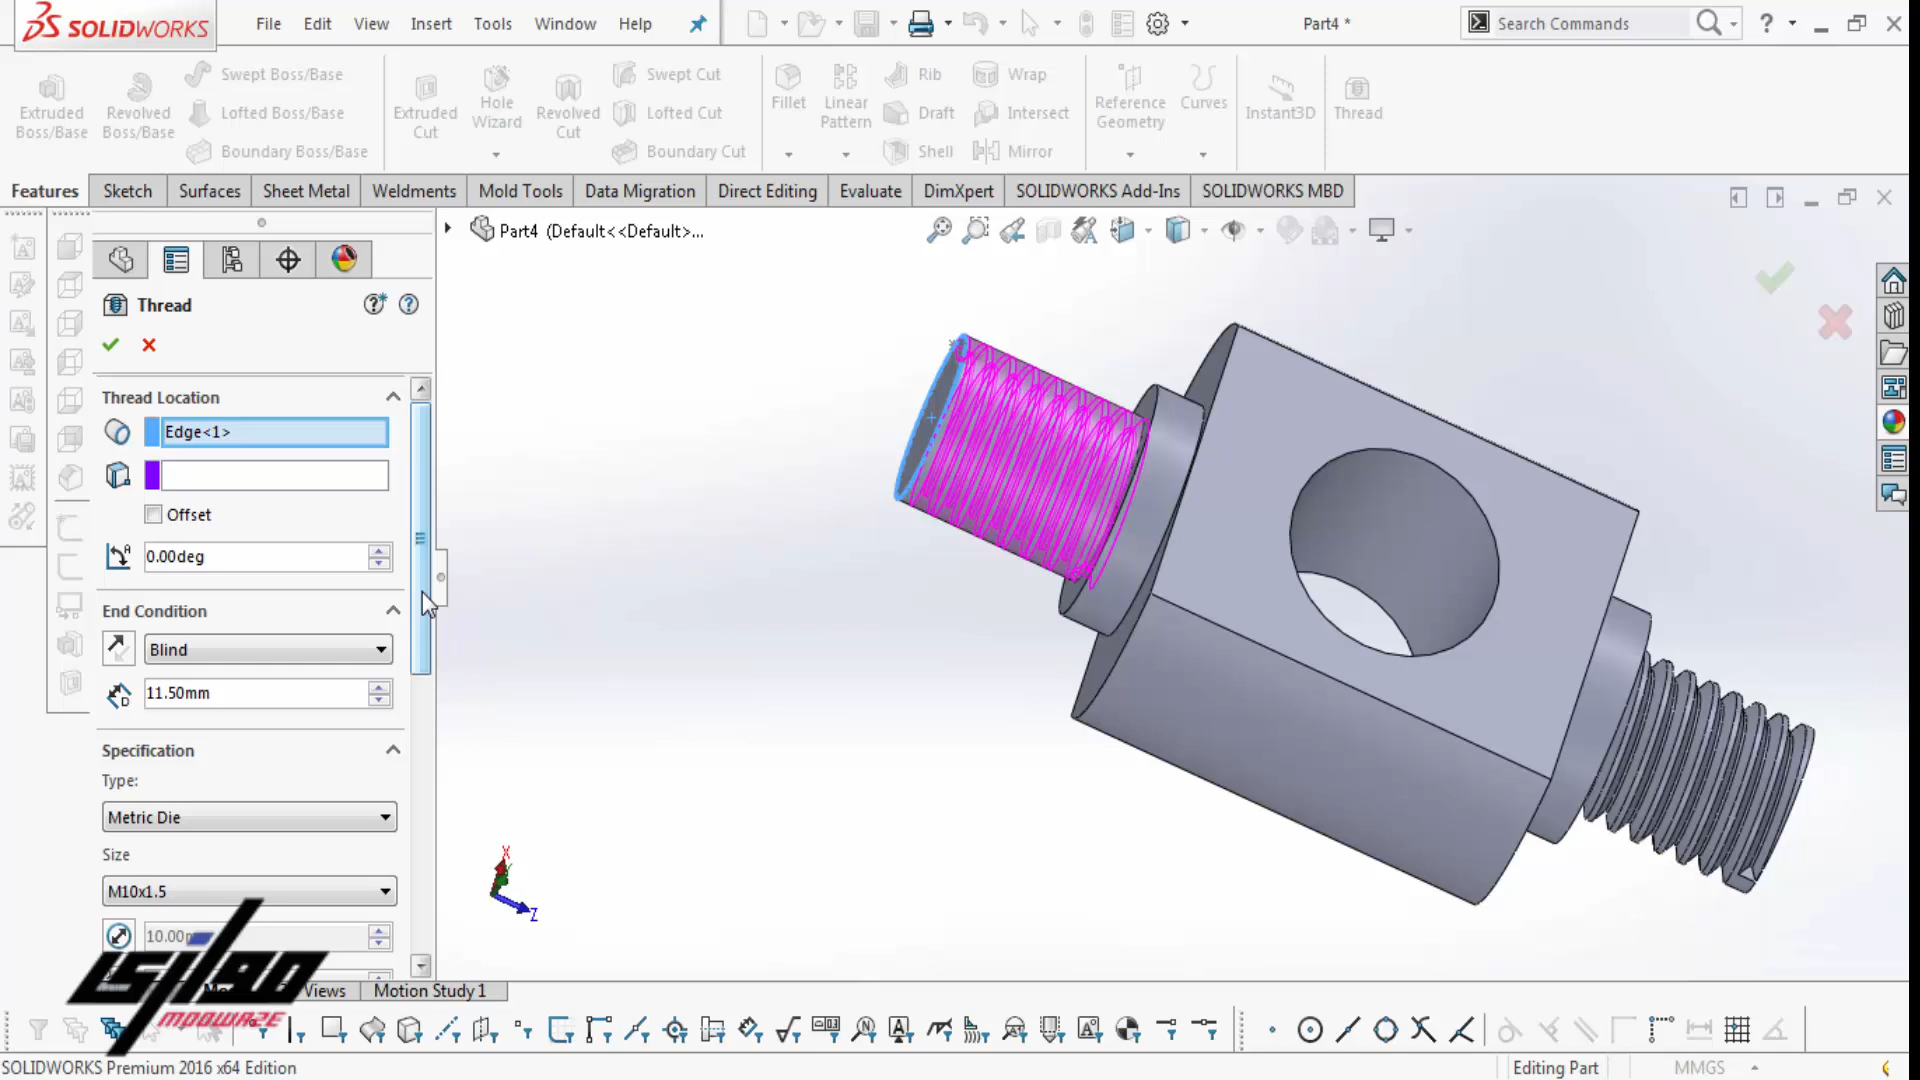 SOLIDWORKS
File Edit View Insert Tools Window Help
Part4 *
Search Commands
Extruded Boss/Base
Revolved Boss/Base
Swept Boss/Base
Lofted Boss/Base
Boundary Boss/Base
Extruded Cut
Hole Wizard
Revolved Cut
Swept Cut
Lofted Cut
Boundary Cut
Fillet
Linear Pattern
Rib
Draft
Shell
Wrap
Intersect
Mirror
Reference Geometry
Curves
Instant3D
Thread
Features Sketch Surfaces Sheet Metal Weldments Mold Tools Data Migration Direct Editing Evaluate DimXpert SOLIDWORKS Add-Ins SOLIDWORKS MBD
Part4 (Default<<Default>...
Thread
Thread Location
Edge<1>
Offset
0.00deg
End Condition
Blind
11.50mm
Specification
Type:
Metric Die
Size
M10x1.5
X
Z
Views Motion Study 1
SOLIDWORKS Premium 2016 x64 Edition
Editing Part
MMGS